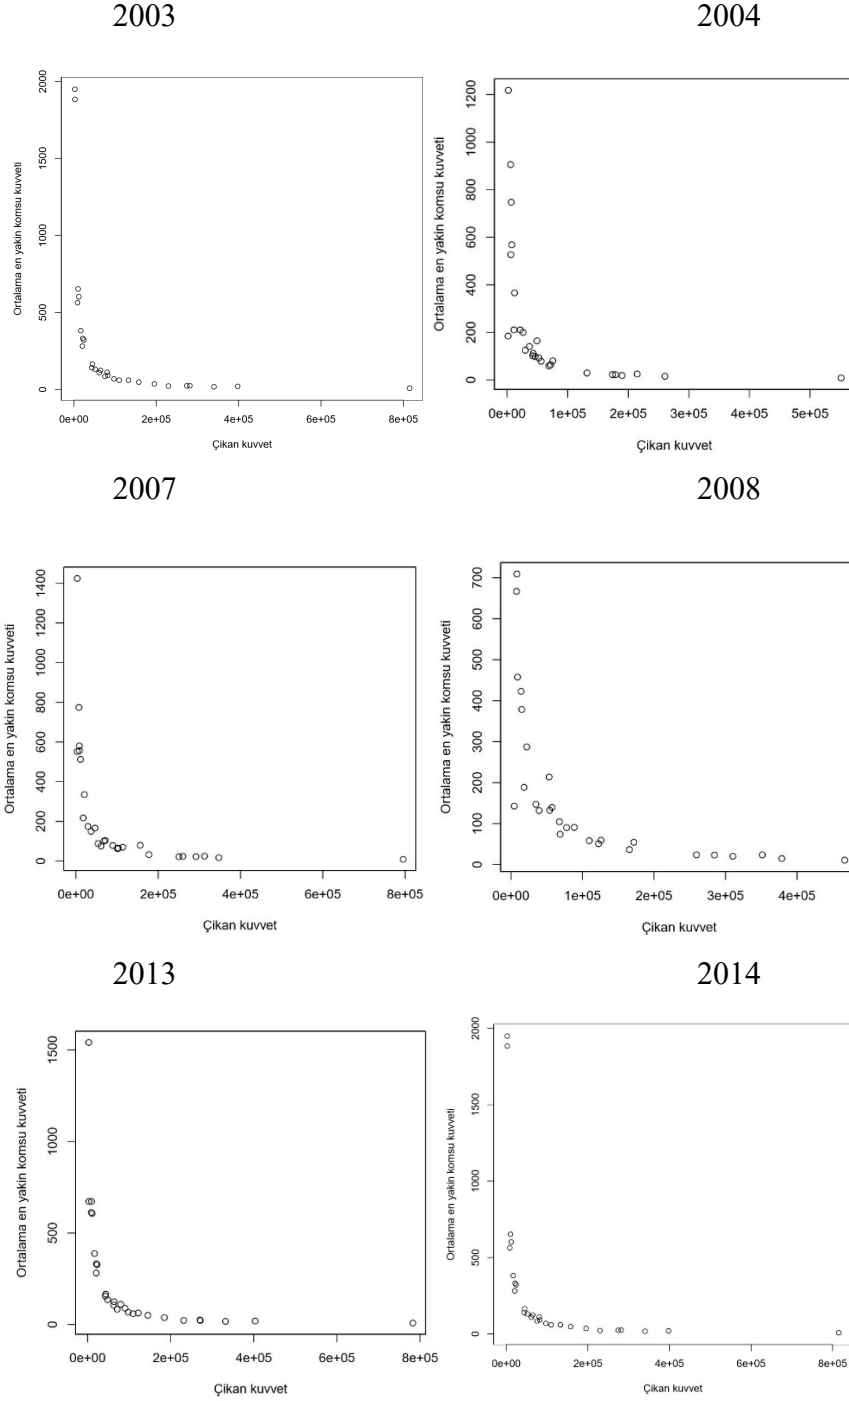 2003
2004
2000
1500
1000
500
0
Ortalama en yakin komsu kuvveti
0e+00 2e+05 4e+05 6e+05 8e+05
Çikan kuvvet
1200
1000
800
600
400
200
0
Ortalama en yakin komsu kuvveti
0e+00 1e+05 2e+05 3e+05 4e+05 5e+05
Çikan kuvvet
2007
2008
1400
1200
1000
800
600
400
200
0
Ortalama en yakin komsu kuvveti
0e+00 2e+05 4e+05 6e+05 8e+05
Çikan kuvvet
700
600
500
400
300
200
100
0
Ortalama en yakin komsu kuvveti
0e+00 1e+05 2e+05 3e+05 4e+05
Çikan kuvvet
2013
2014
1500
1000
500
0
Ortalama en yakin komsu kuvveti
0e+00 2e+05 4e+05 6e+05 8e+05
Çikan kuvvet
2000
1500
1000
500
0
Ortalama en yakin komsu kuvveti
0e+00 2e+05 4e+05 6e+05 8e+05
Çikan kuvvet